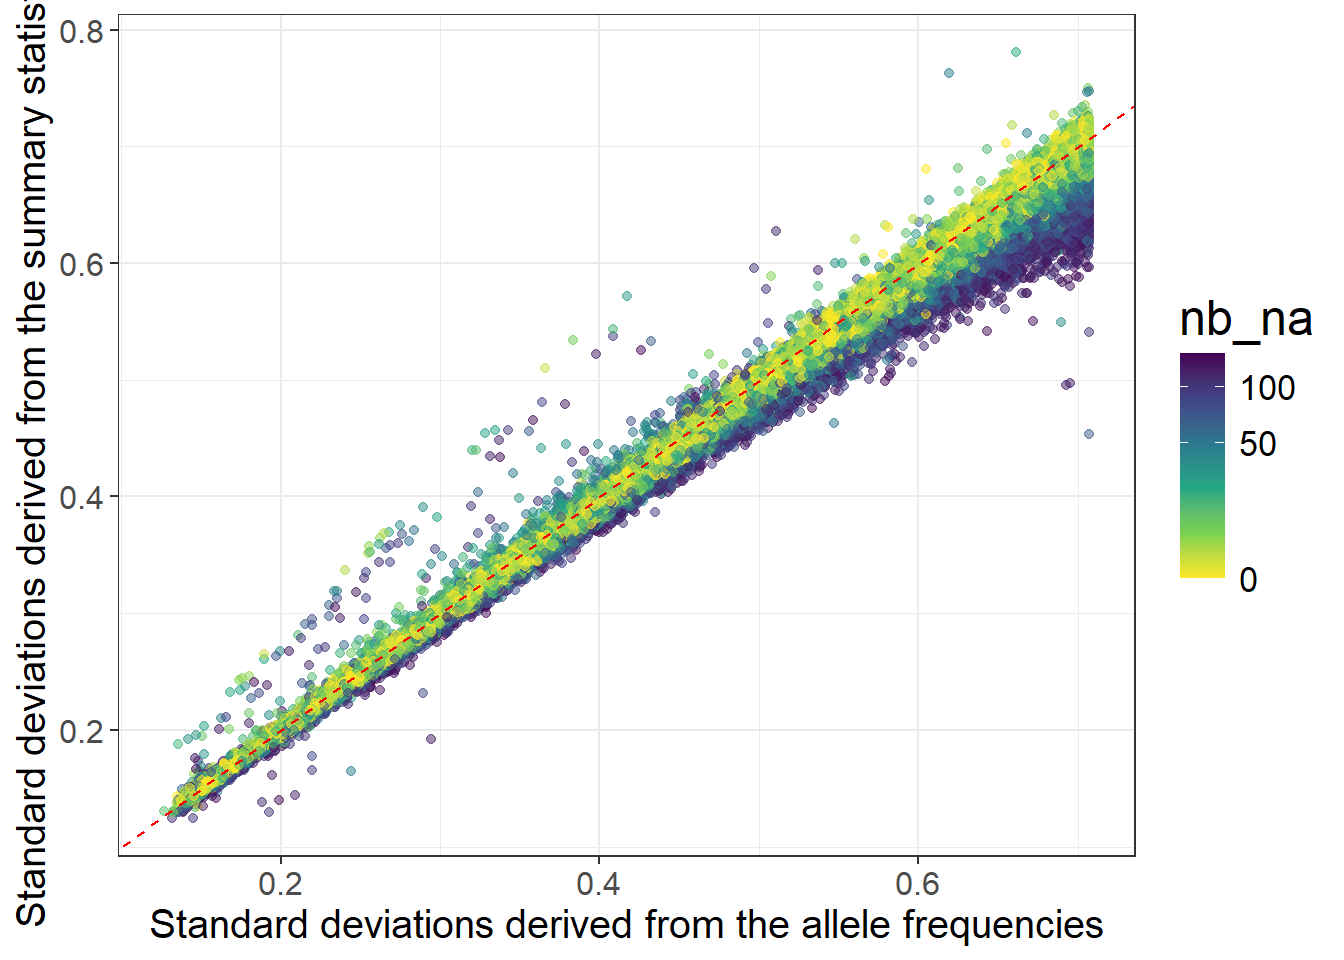 Standard deviations derived from the summary statis
0.8
0.6
0.4
0.2
0.2 0.4 0.6
Standard deviations derived from the allele frequencies
nb_na
100
50
0